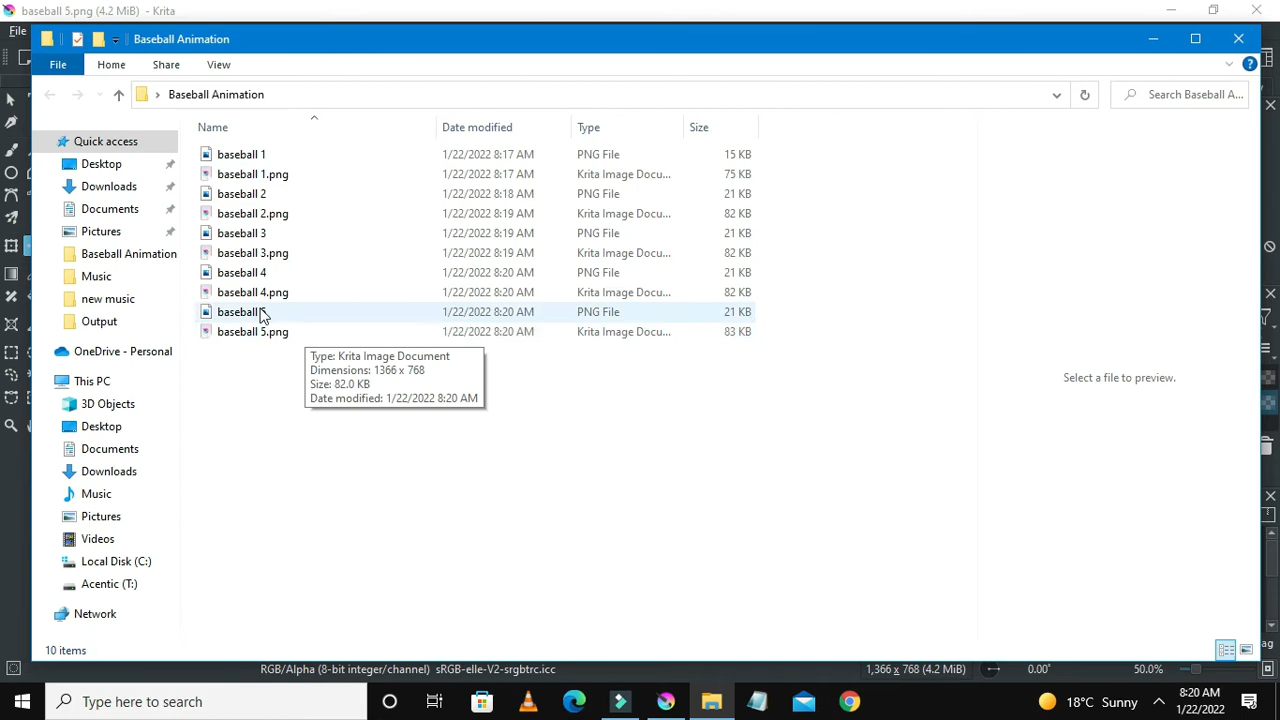 baseball 5.png (4.2 MiB) - Krita
File
Baseball Animation
File Home Share View
Baseball Animation
Search Baseball A...
Name Date modified Type Size
Quick access
Desktop
Downloads
Documents
Pictures
Baseball Animation
Music
new music
Output
OneDrive - Personal
This PC
3D Objects
Desktop
Documents
Downloads
Music
Pictures
Videos
Local Disk (C:)
Acentic (T:)
Network
baseball 1 1/22/2022 8:17 AM PNG File 15 KB
baseball 1.png 1/22/2022 8:17 AM Krita Image Docu... 75 KB
baseball 2 1/22/2022 8:18 AM PNG File 21 KB
baseball 2.png 1/22/2022 8:19 AM Krita Image Docu... 82 KB
baseball 3 1/22/2022 8:19 AM PNG File 21 KB
baseball 3.png 1/22/2022 8:19 AM Krita Image Docu... 82 KB
baseball 4 1/22/2022 8:20 AM PNG File 21 KB
baseball 4.png 1/22/2022 8:20 AM Krita Image Docu... 82 KB
baseball 1/22/2022 8:20 AM PNG File 21 KB
baseball 5.png 1/22/2022 8:20 AM Krita Image Docu... 83 KB
Type: Krita Image Document
Dimensions: 1366 x 768
Size: 82.0 KB
Date modified: 1/22/2022 8:20 AM
Select a file to preview.
10 items
RGB/Alpha (8-bit integer/channel) sRGB-elle-V2-srgbtrc.icc
1,366 x 768 (4.2 MiB)
0.00°
50.0%
Type here to search
18°C Sunny
8:20 AM
1/22/2022